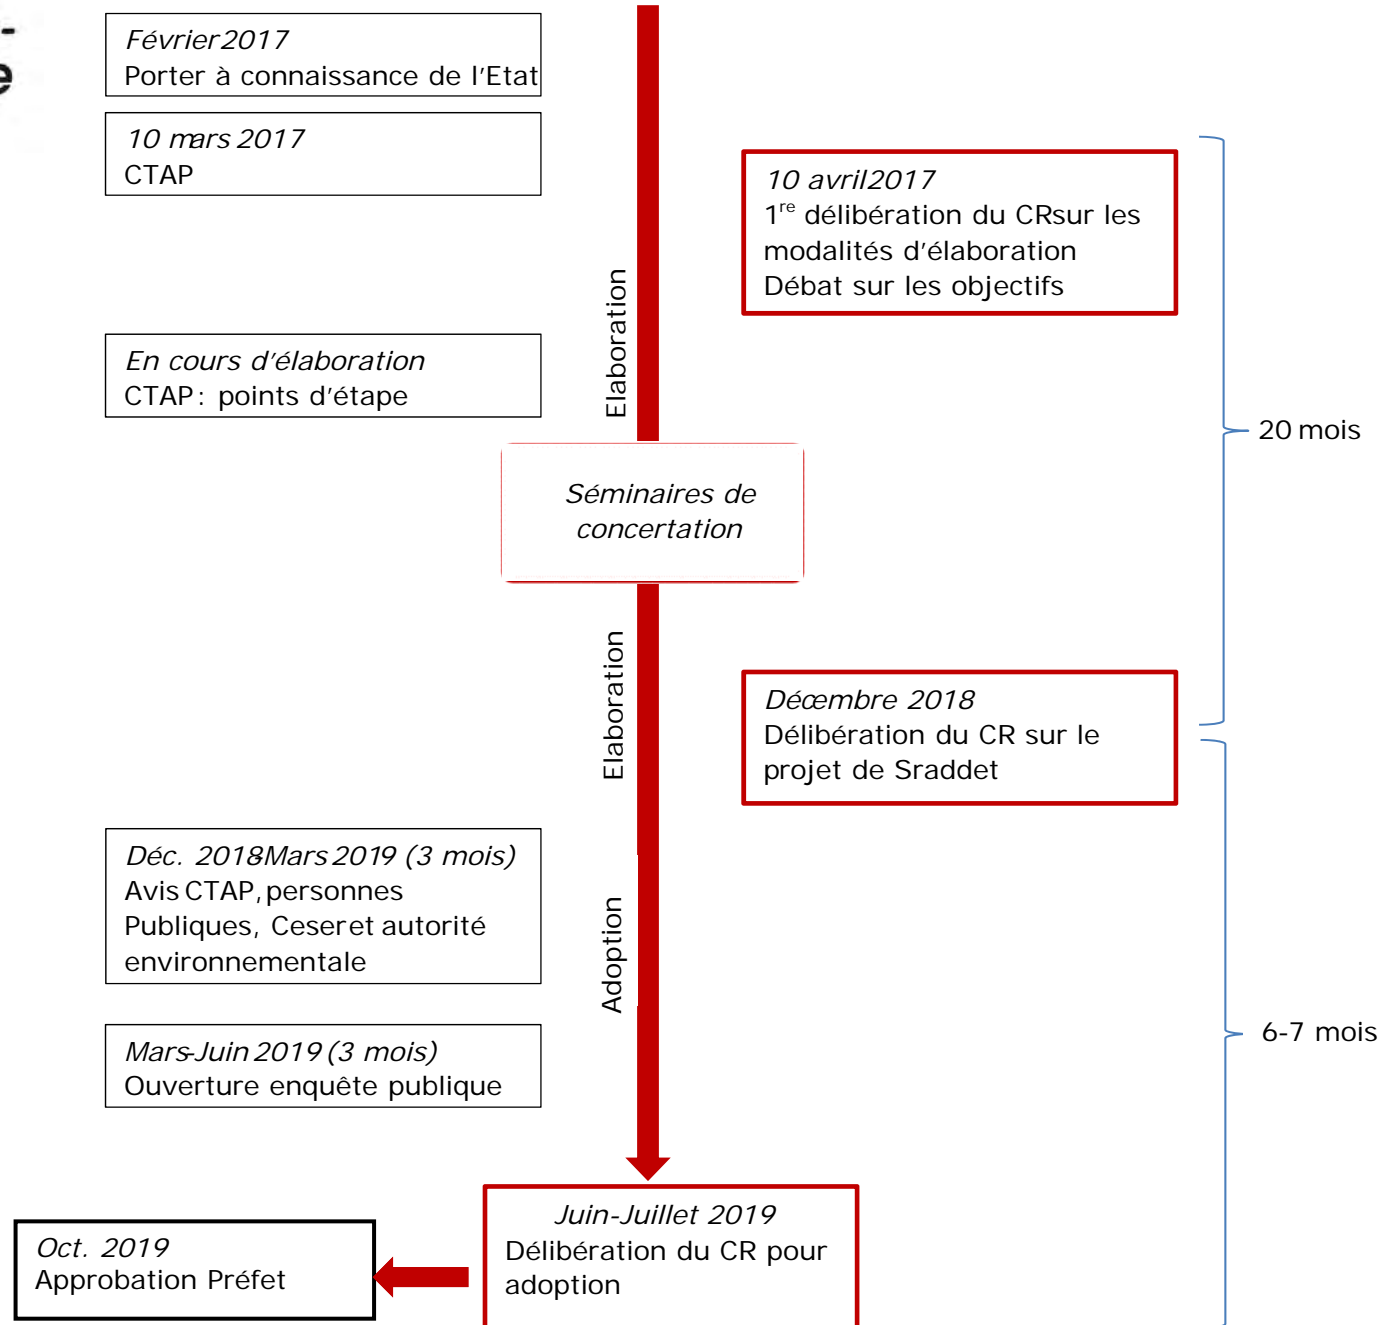 -
e
Février 2017
Porter à connaissance de l'Etat
10 mars 2017
CTAP
10 avril 2017
1re délibération du CR sur les
modalités d'élaboration
Débat sur les objectifs
Elaboration
En cours d'élaboration
CTAP : points d'étape
20 mois
Séminaires de
concertation
Elaboration
Décembre 2018
Délibération du CR sur le
projet de Sraddet
Déc. 2018-Mars 2019 (3 mois)
Avis CTAP, personnes
Publiques, Ceser et autorité
environnementale
Adoption
Mars-Juin 2019 (3 mois)
Ouverture enquête publique
6-7 mois
Juin-Juillet 2019
Délibération du CR pour
adoption
Oct. 2019
Approbation Préfet